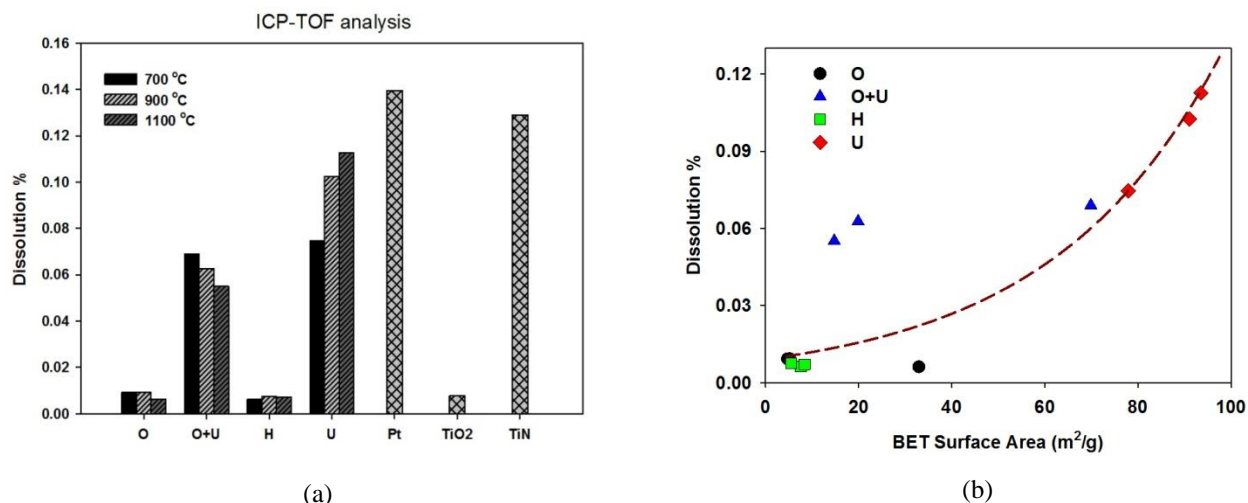 ICP-TOF analysis
0.16
0.14
0.12
0.10
0.08
0.06
0.04
0.02
0.00
Dissolution %
700 °C
900 °C
1100 °C
O O+U H U Pt TiO2 TiN
(a)
0.12
0.09
0.06
0.03
0.00
Dissolution %
O
O+U
H
U
0 20 40 60 80 100
BET Surface Area (m²/g)
(b)